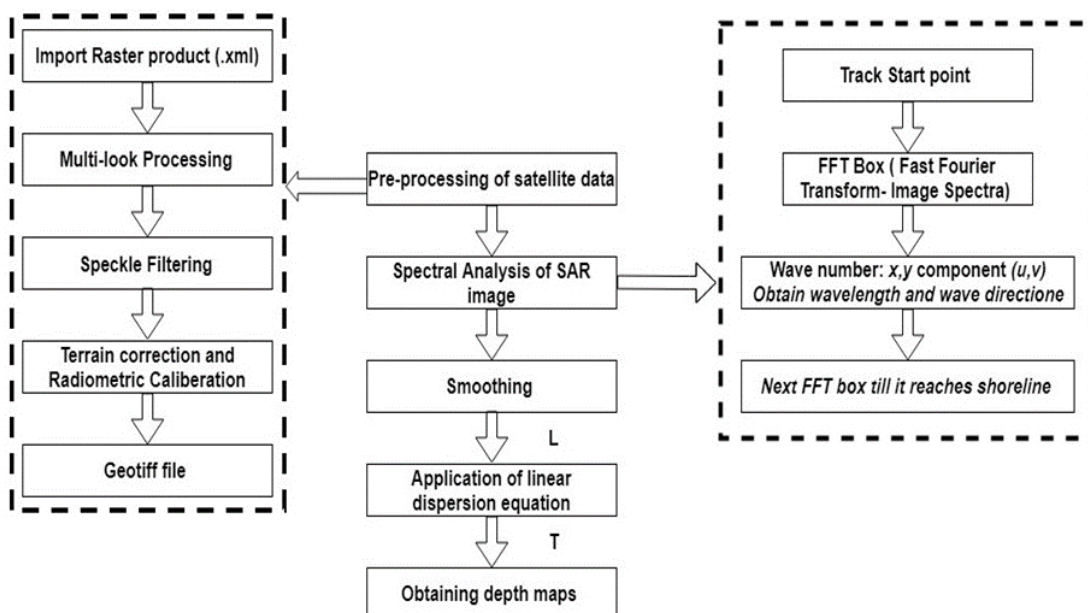 Import Raster product (.xml)
Multi-look Processing
Speckle Filtering
Terrain correction and
Radiometric Caliberation
Geotiff file
Pre-processing of satellite data
Spectral Analysis of SAR
image
Smoothing
L
Application of linear
dispersion equation
T
Obtaining depth maps
Track Start point
FFT Box ( Fast Fourier
Transform- Image Spectra)
Wave number: x,y component (u,v)
Obtain wavelength and wave directione
Next FFT box till it reaches shoreline